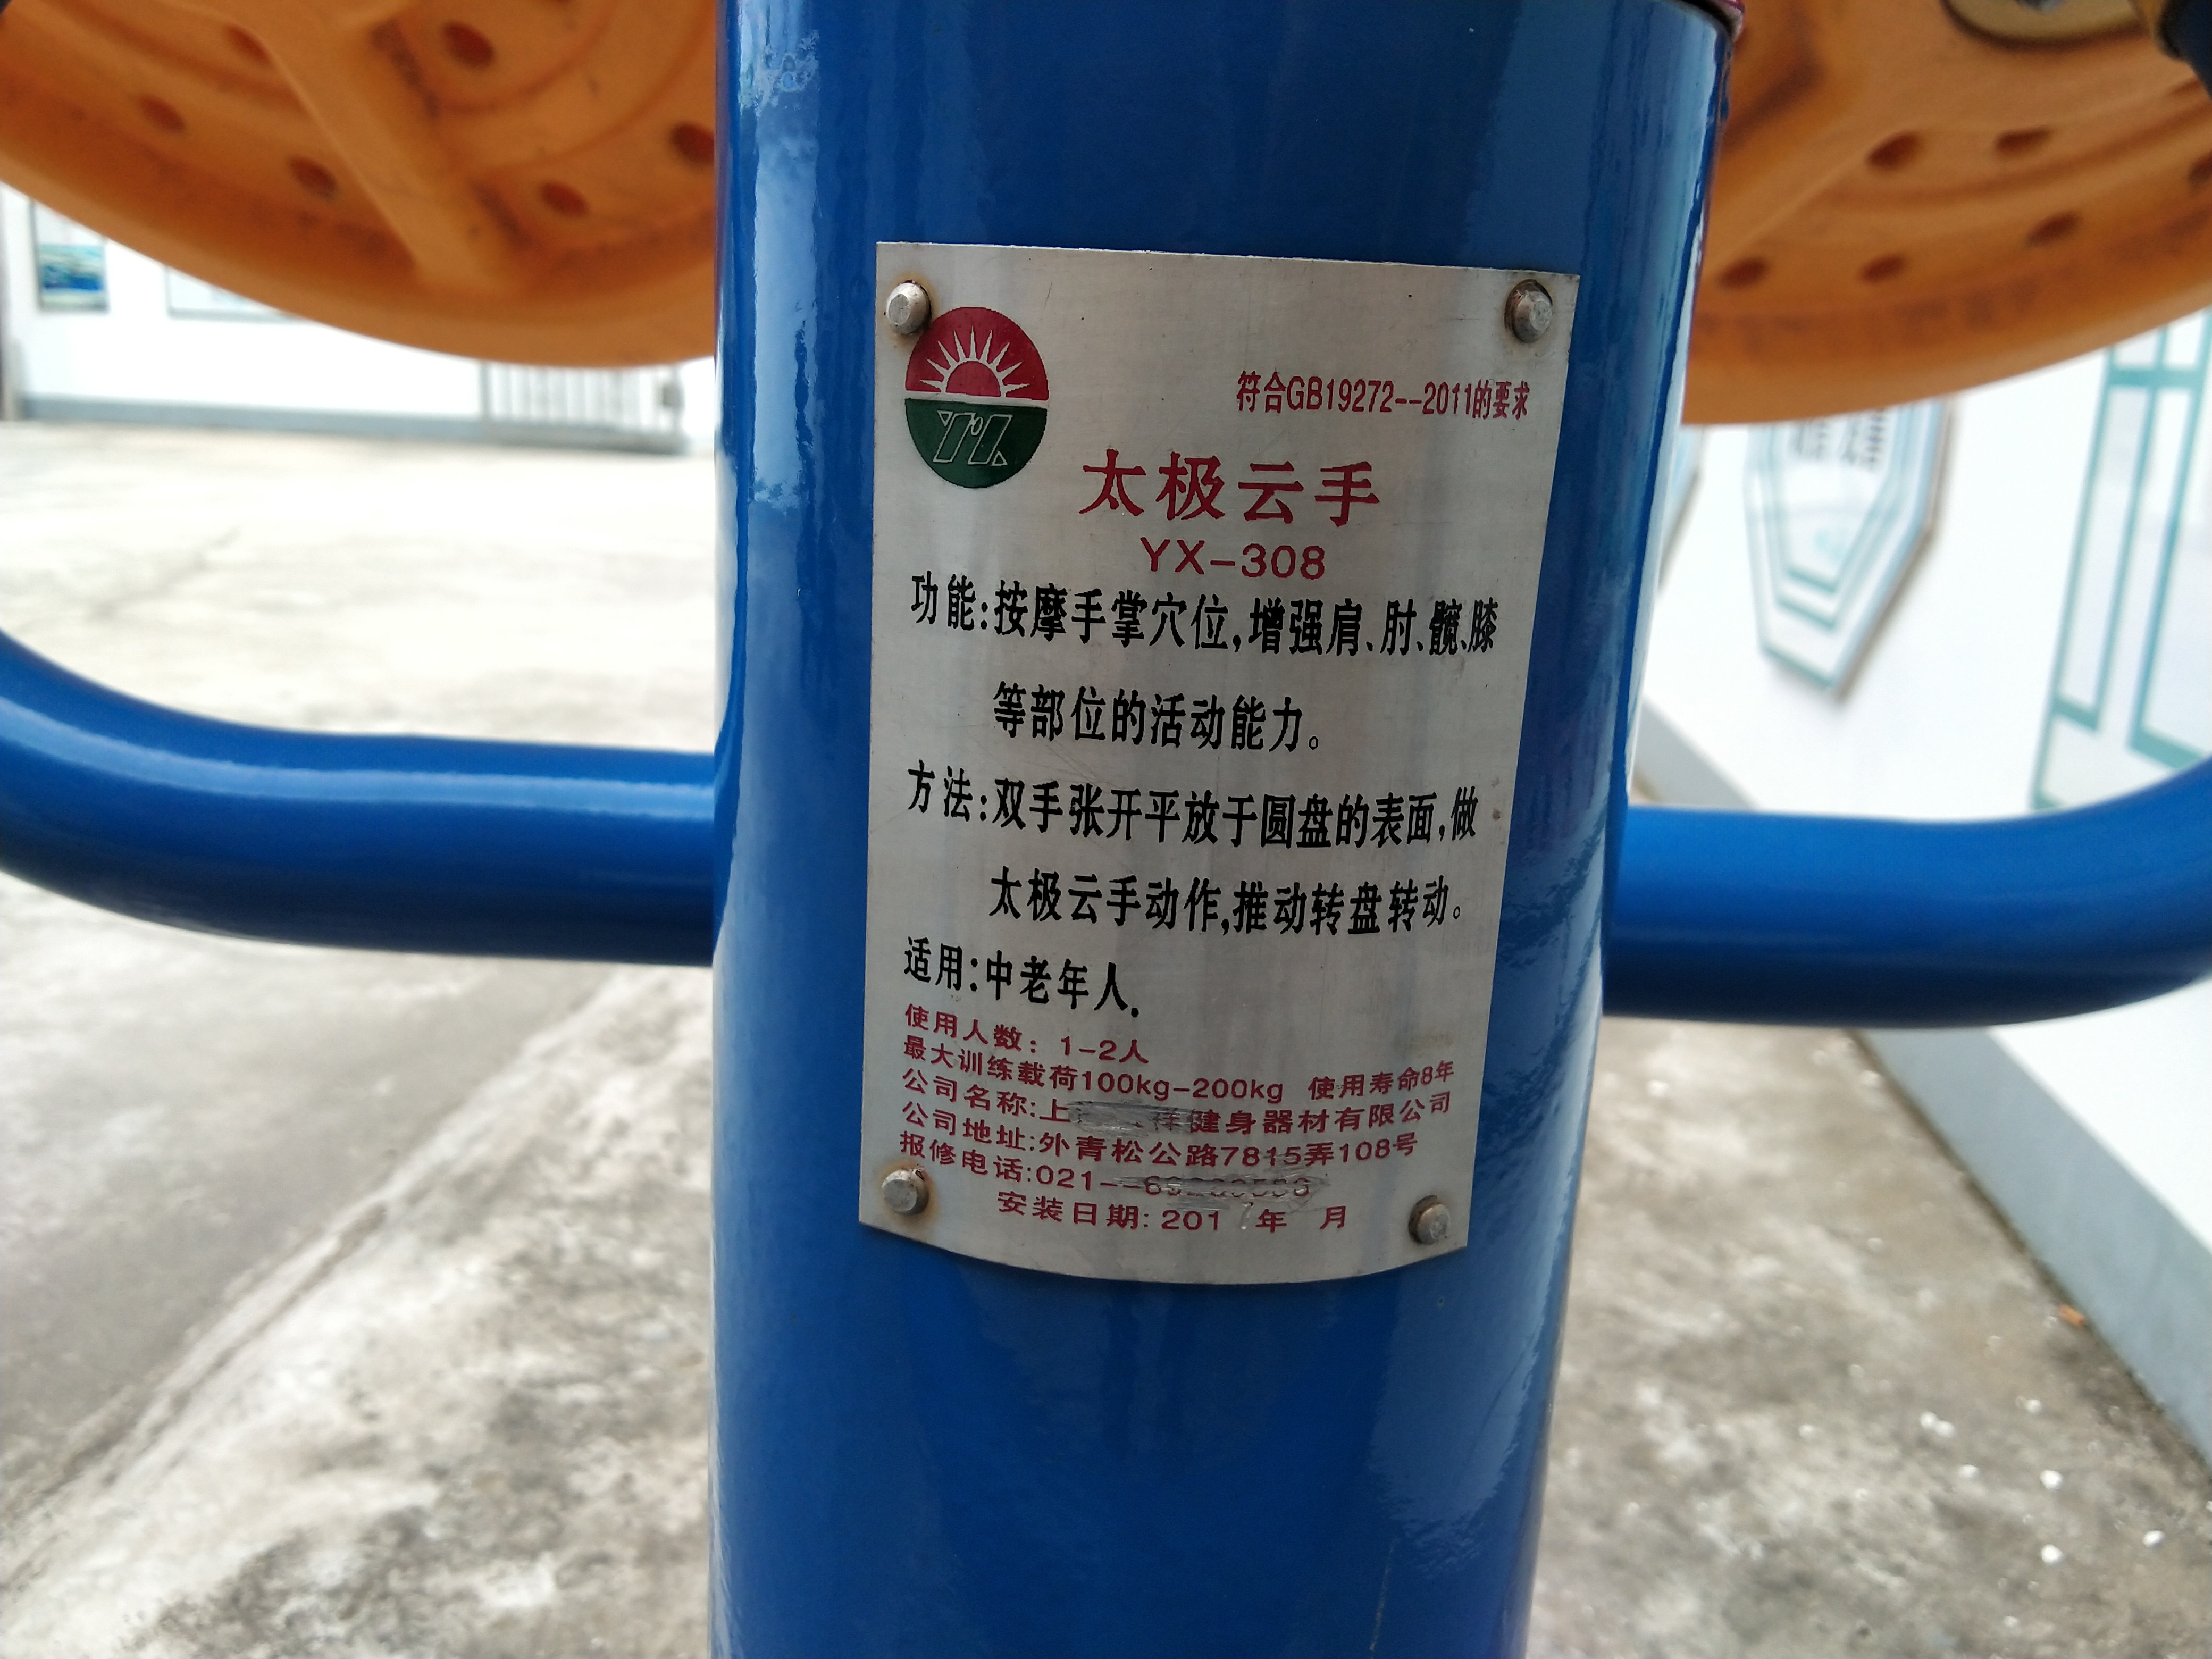 符合GB19272--2011的要求
太极云手
YX-308
功能:按摩手掌穴位,增强肩、肘、髋、膝
等部位的活动能力。
方法:双手张开平放于圆盘的表面,做
太极云手动作,推动转盘转动。
适用:中老年人.
使用人数: 1-2人
最大训练载荷100kg-200kg 使用寿命8年
公司名称:上 祥健身器材有限公司
公司地址:外青松公路7815弄108号
报修电话:021--
安装日期: 2017年 月